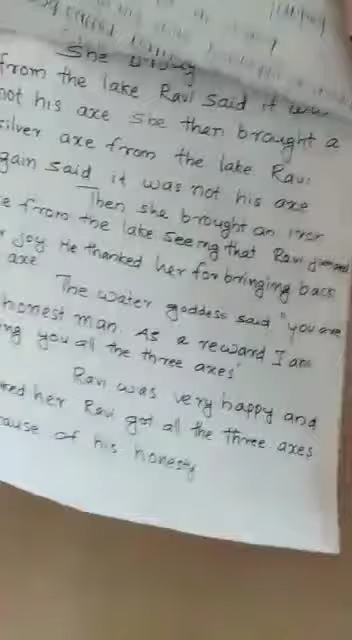 She
from the lake Ravi said it was
not his axe She then brought a
silver axe from the lake Ravi
gain said it was not his axe
Then she brought an iron
e from the lake seeing that Ravi
joy He thanked her for bringing back
axe
The water goddess said, "you are
honest man. As a reward I am
ng you all the three axes"
Ravi was very happy and
ked her Ravi got all the three axes
ause of his honesty